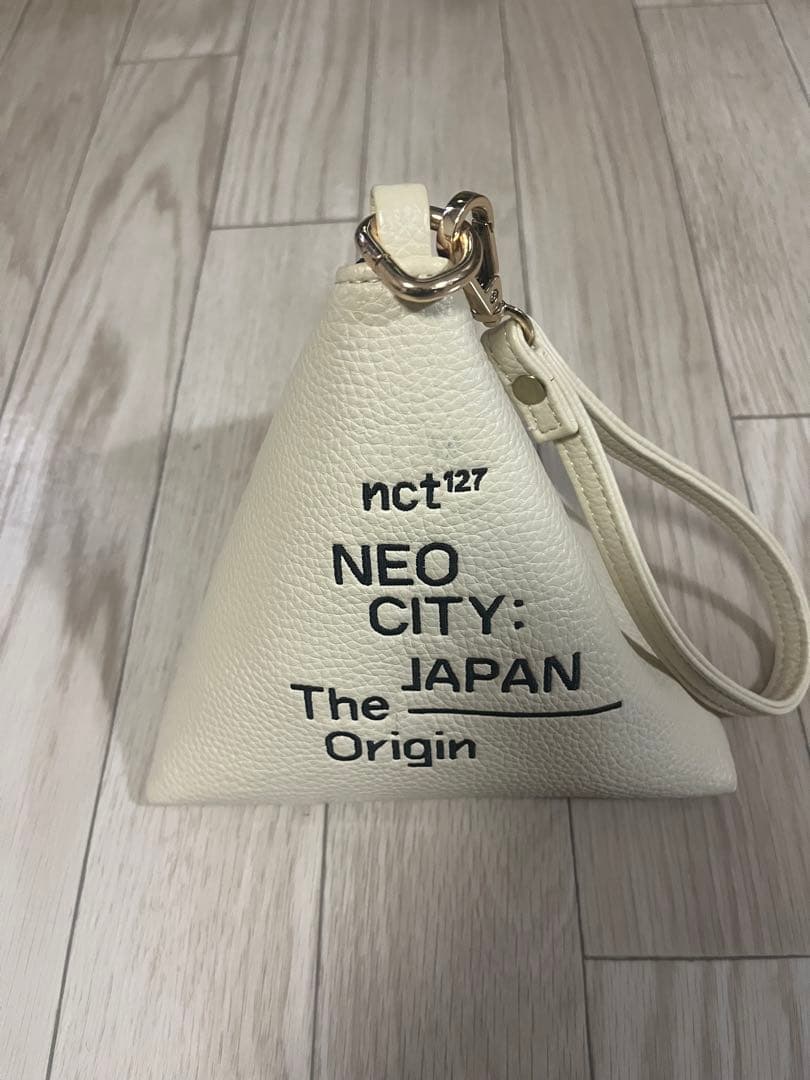 nct127
NEO
CITY:
JAPAN
The
Origin